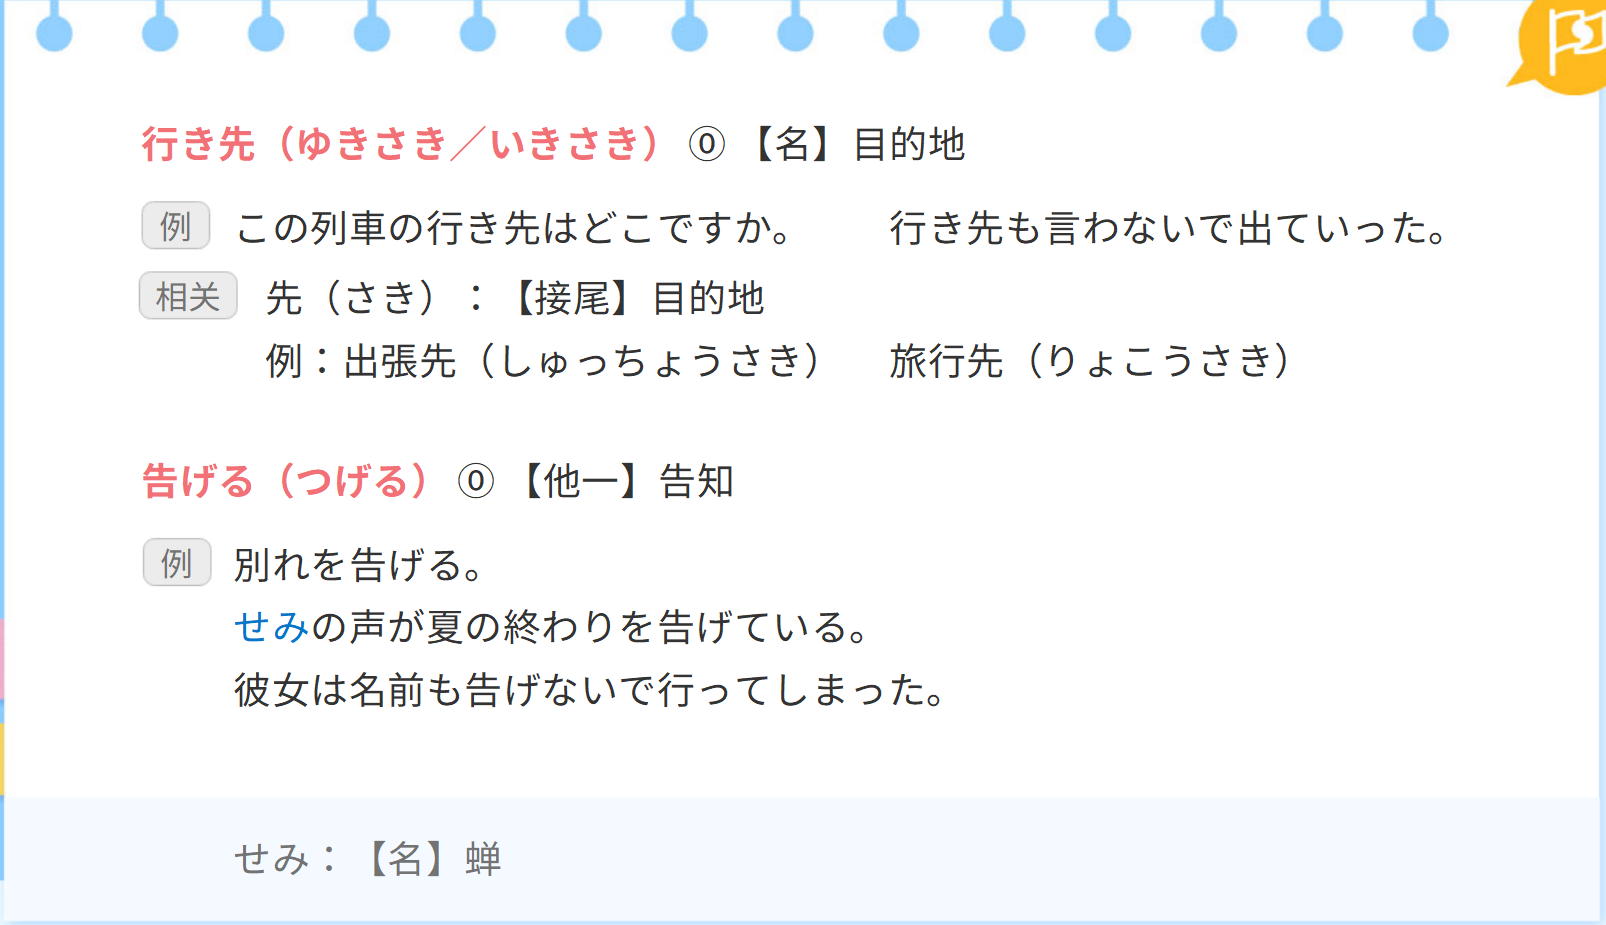 行き先（ゆきさき／いきさき）⓪【名】目的地
例 この列車の行き先はどこですか。 行き先も言わないで出ていった。
相关 先（さき）：【接尾】目的地
例：出張先（しゅっちょうさき） 旅行先（りょこうさき）
告げる（つげる）⓪【他一】告知
例 別れを告げる。
せみの声が夏の終わりを告げている。
彼女は名前も告げないで行ってしまった。
せみ：【名】蝉